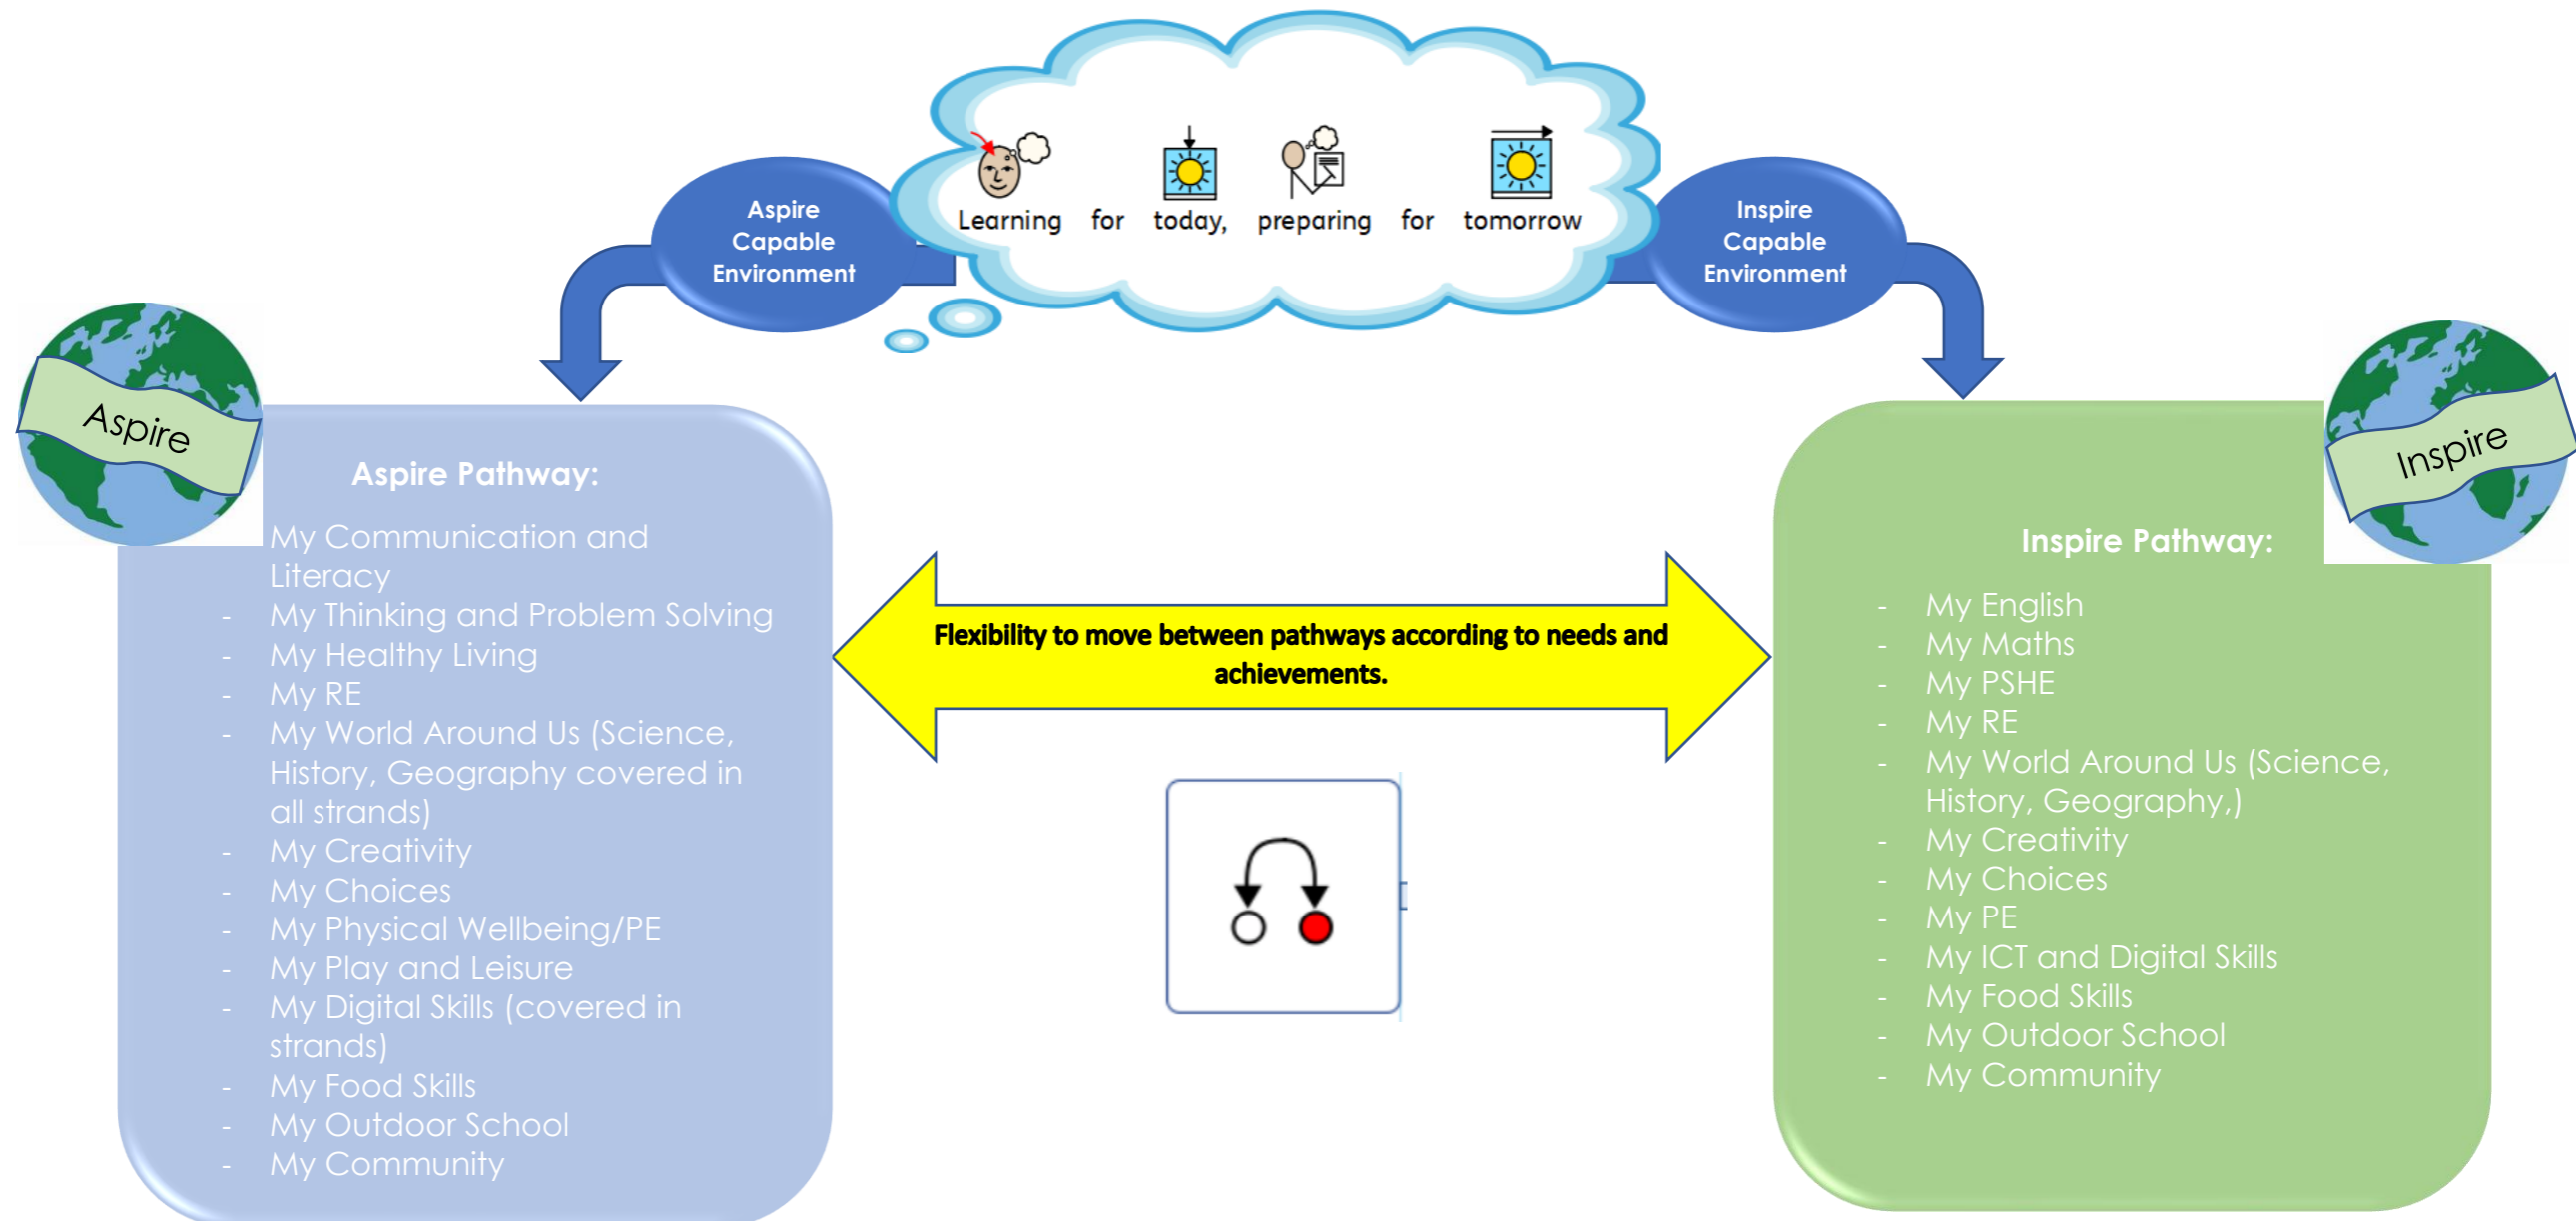 Learning for today, preparing for tomorrow
Aspire
Capable
Environment
Inspire
Capable
Environment
Aspire
Aspire Pathway:
My Communication and
Literacy
- My Thinking and Problem Solving
- My Healthy Living
- My RE
- My World Around Us (Science,
History, Geography covered in
all strands)
- My Creativity
- My Choices
- My Physical Wellbeing/PE
- My Play and Leisure
- My Digital Skills (covered in
strands)
- My Food Skills
- My Outdoor School
- My Community
Flexibility to move between pathways according to needs and
achievements.
Inspire
Inspire Pathway:
- My English
- My Maths
- My PSHE
- My RE
- My World Around Us (Science,
History, Geography,)
- My Creativity
- My Choices
- My PE
- My ICT and Digital Skills
- My Food Skills
- My Outdoor School
- My Community